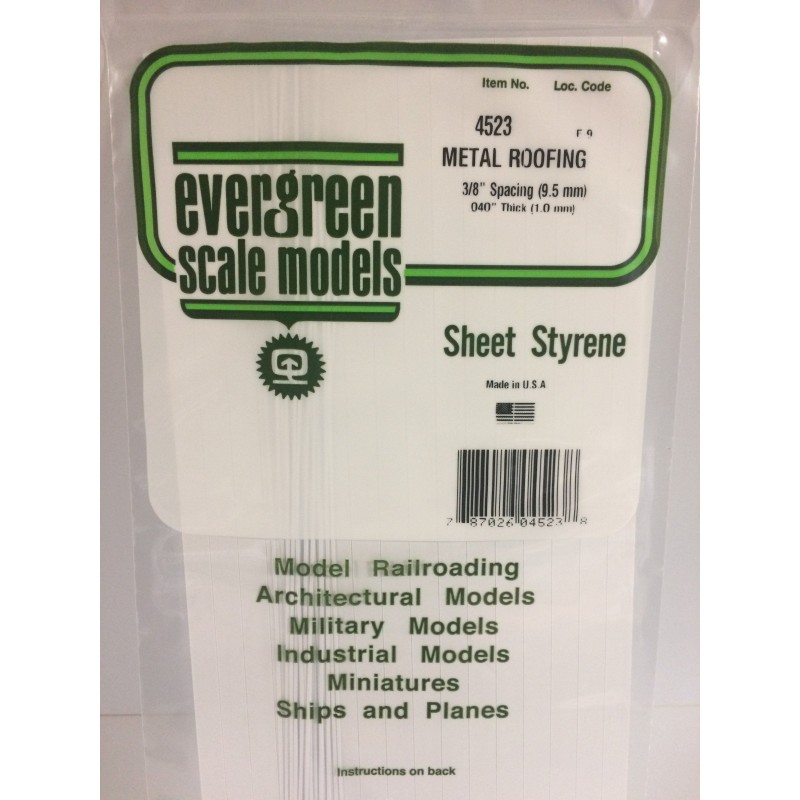 Item No. Loc. Code
4523 F 9
METAL ROOFING
3/8" Spacing (9.5 mm)
040" Thick (1.0 mm)
evergreen
scale models
Sheet Styrene
Made in U.S.A
7 87026 04523 8
Model Railroading
Architectural Models
Military Models
Industrial Models
Miniatures
Ships and Planes
Instructions on back